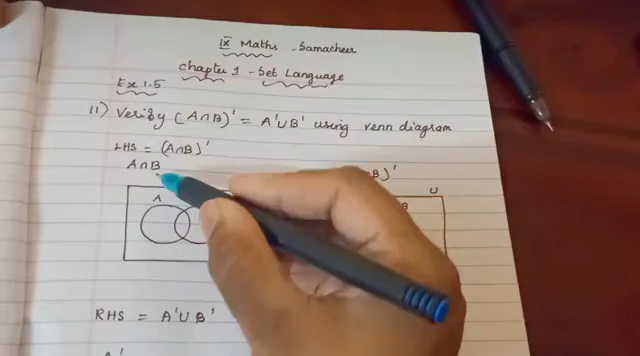 IX Maths - Samacheer
Chapter 1 - Set Language
Ex 1.5
11) Verify (A∩B)' = A'∪B' using venn diagram
LHS = (A∩B)'
A∩B
B)'
U
A
B
RHS = A'∪B'
A'